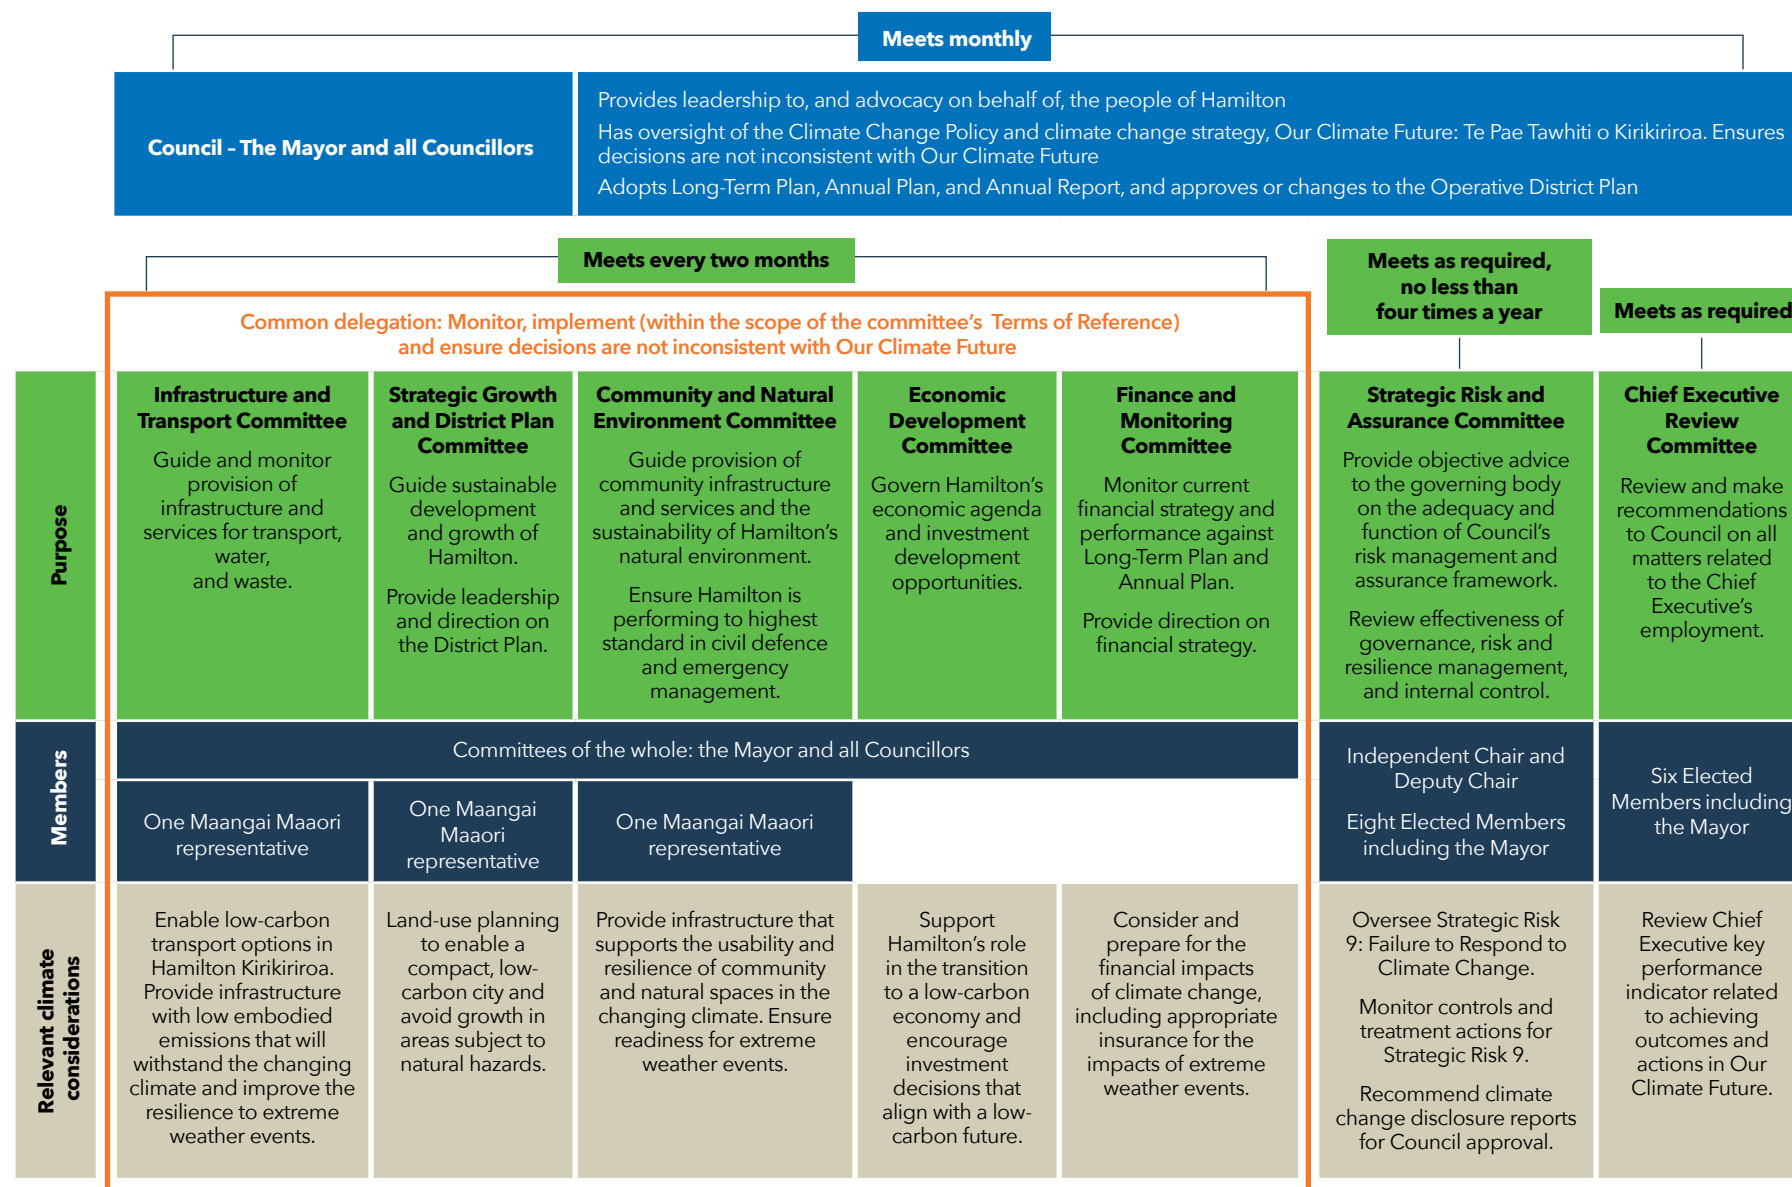 Meets monthly
Council – The Mayor and all Councillors
Provides leadership to, and advocacy on behalf of, the people of Hamilton
Has oversight of the Climate Change Policy and climate change strategy, Our Climate Future: Te Pae Tawhiti o Kirikiriroa. Ensures
decisions are not inconsistent with Our Climate Future
Adopts Long-Term Plan, Annual Plan, and Annual Report, and approves or changes to the Operative District Plan
Meets every two months
Meets as required,
no less than
four times a year
Meets as required
Common delegation: Monitor, implement (within the scope of the committee's Terms of Reference)
and ensure decisions are not inconsistent with Our Climate Future
Purpose
Infrastructure and
Transport Committee
Guide and monitor
provision of
infrastructure and
services for transport,
water,
and waste.
Strategic Growth
and District Plan
Committee
Guide sustainable
development
and growth of
Hamilton.
Provide leadership
and direction on
the District Plan.
Community and Natural
Environment Committee
Guide provision of
community infrastructure
and services and the
sustainability of Hamilton's
natural environment.
Ensure Hamilton is
performing to highest
standard in civil defence
and emergency
management.
Economic
Development
Committee
Govern Hamilton's
economic agenda
and investment
development
opportunities.
Finance and
Monitoring
Committee
Monitor current
financial strategy and
performance against
Long-Term Plan and
Annual Plan.
Provide direction on
financial strategy.
Strategic Risk and
Assurance Committee
Provide objective advice
to the governing body
on the adequacy and
function of Council's
risk management and
assurance framework.
Review effectiveness of
governance, risk and
resilience management,
and internal control.
Chief Executive
Review
Committee
Review and make
recommendations
to Council on all
matters related
to the Chief
Executive's
employment.
Members
Committees of the whole: the Mayor and all Councillors
One Maangai Maaori
representative
One Maangai
Maaori
representative
One Maangai Maaori
representative
Independent Chair and
Deputy Chair
Eight Elected Members
including the Mayor
Six Elected
Members including
the Mayor
Relevant climate
considerations
Enable low-carbon
transport options in
Hamilton Kirikiriroa.
Provide infrastructure
with low embodied
emissions that will
withstand the changing
climate and improve the
resilience to extreme
weather events.
Land-use planning
to enable a
compact, low-
carbon city and
avoid growth in
areas subject to
natural hazards.
Provide infrastructure that
supports the usability and
resilience of community
and natural spaces in the
changing climate. Ensure
readiness for extreme
weather events.
Support
Hamilton's role
in the transition
to a low-carbon
economy and
encourage
investment
decisions that
align with a low-
carbon future.
Consider and
prepare for the
financial impacts
of climate change,
including appropriate
insurance for the
impacts of extreme
weather events.
Oversee Strategic Risk
9: Failure to Respond to
Climate Change.
Monitor controls and
treatment actions for
Strategic Risk 9.
Recommend climate
change disclosure reports
for Council approval.
Review Chief
Executive key
performance
indicator related
to achieving
outcomes and
actions in Our
Climate Future.